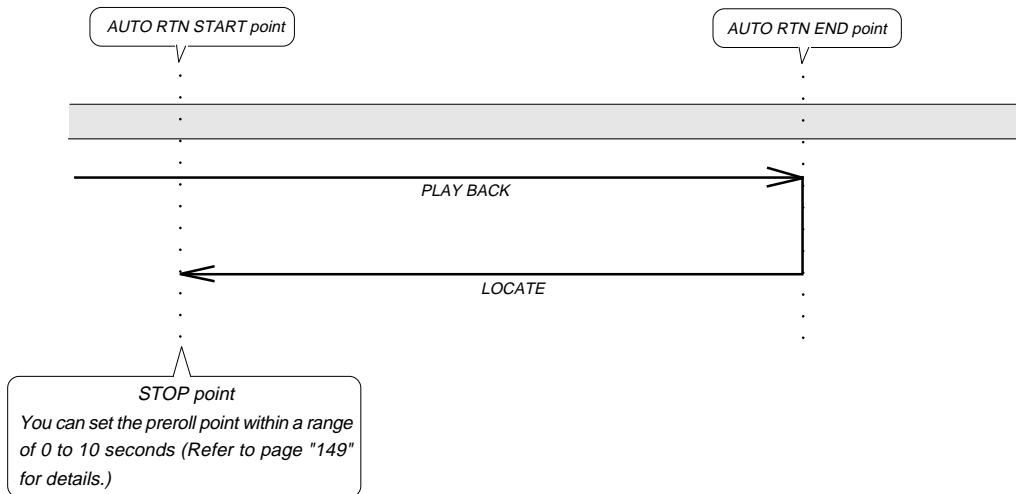 AUTO RTN START point
AUTO RTN END point
PLAY BACK
LOCATE
STOP point
You can set the preroll point within a range
of 0 to 10 seconds (Refer to page "149"
for details.)